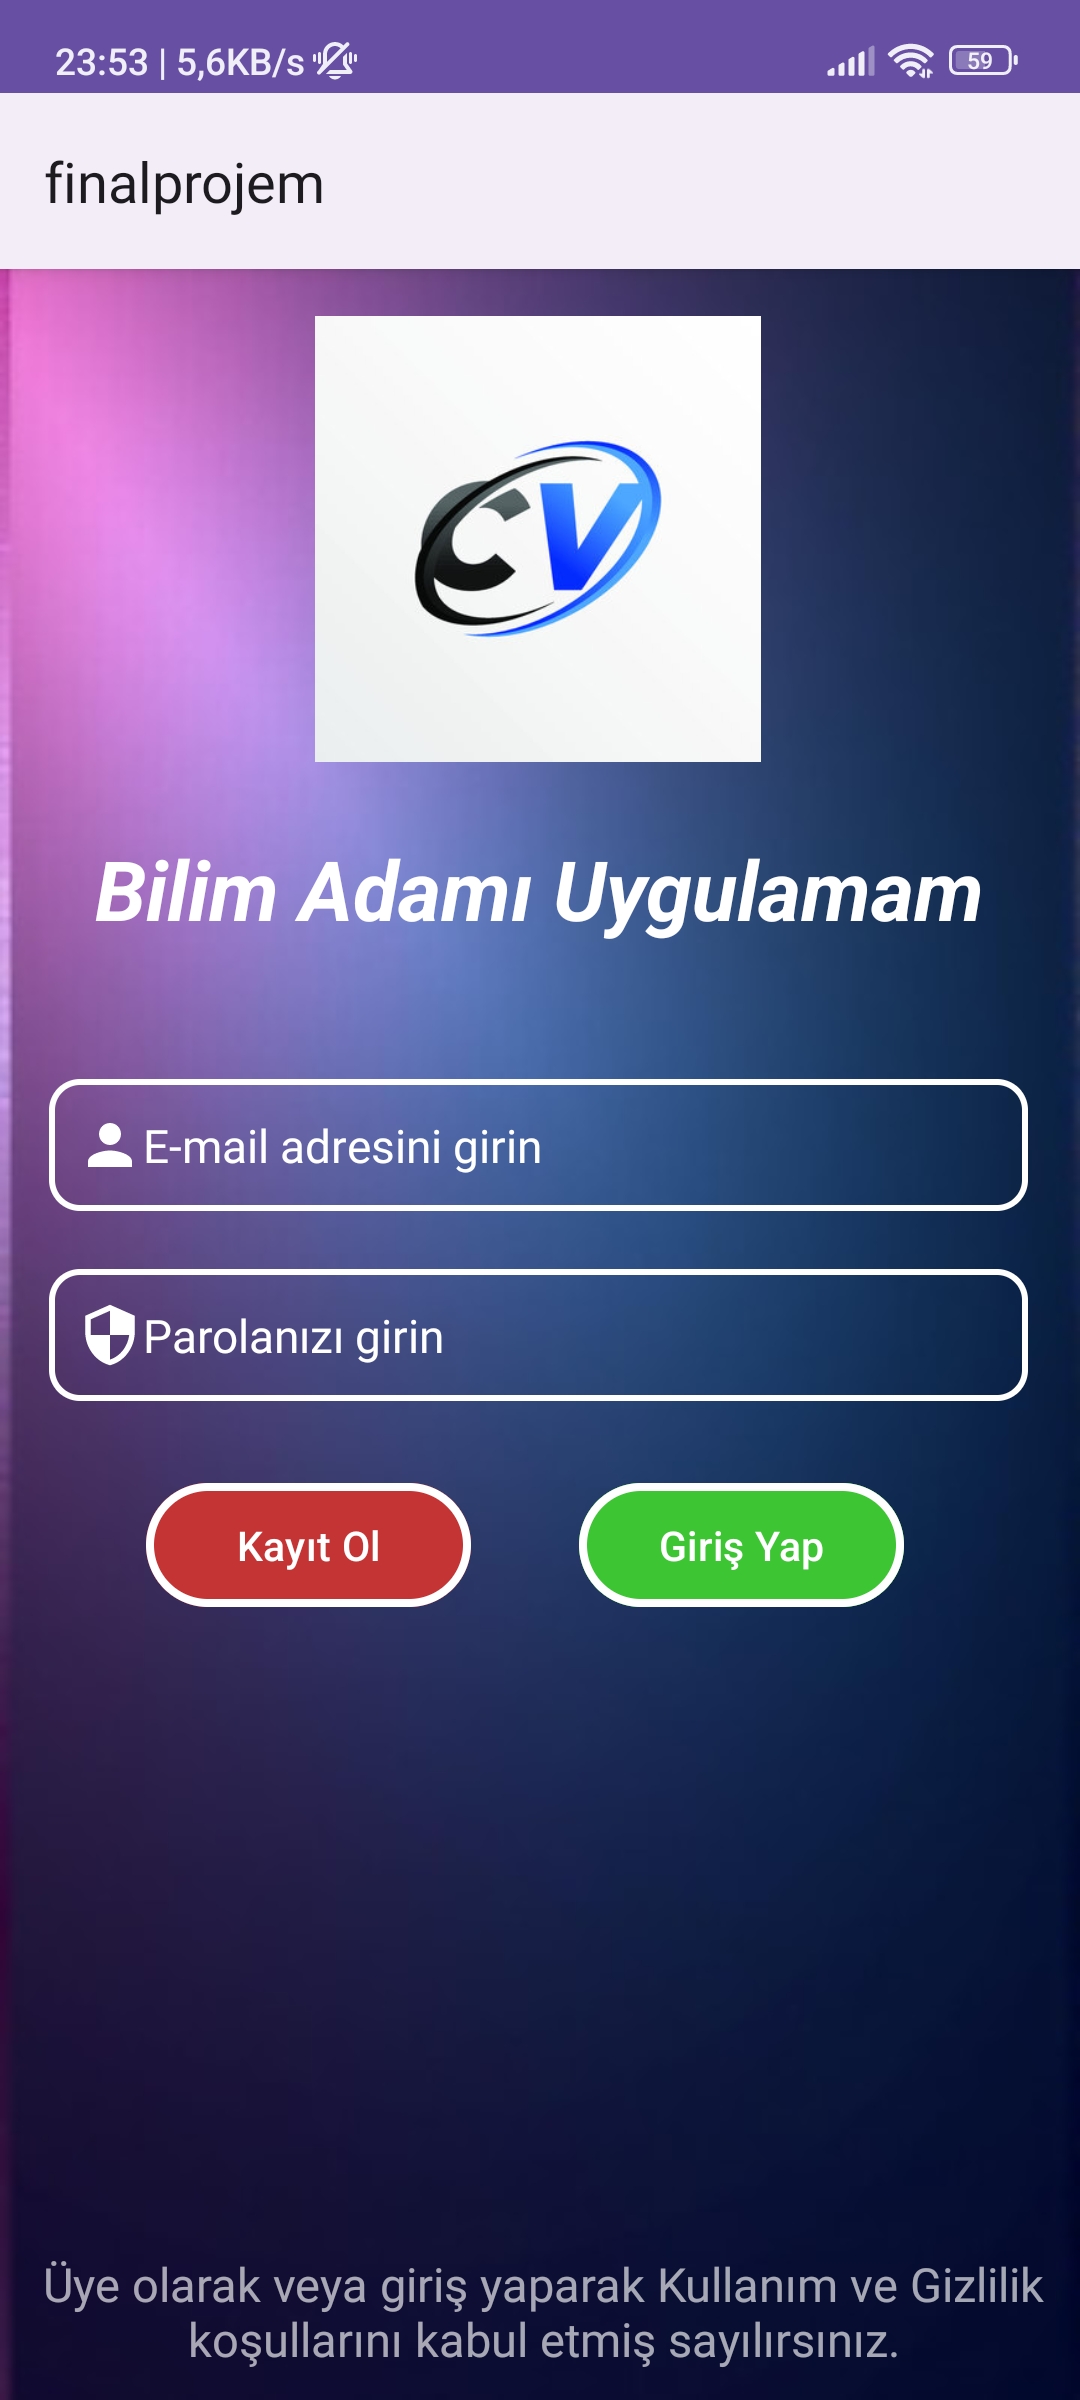 23:53 | 5,6KB/s
59
finalprojem
CV
Bilim Adamı Uygulamam
E-mail adresini girin
Parolanızı girin
Kayıt Ol
Giriş Yap
Üye olarak veya giriş yaparak Kullanım ve Gizlilik
koşullarını kabul etmiş sayılırsınız.